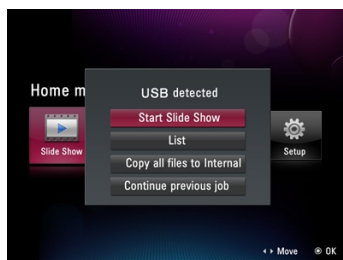 Home m
USB detected
Start Slide Show
List
Copy all files to Internal
Continue previous job
Slide Show
Setup
Move
OK